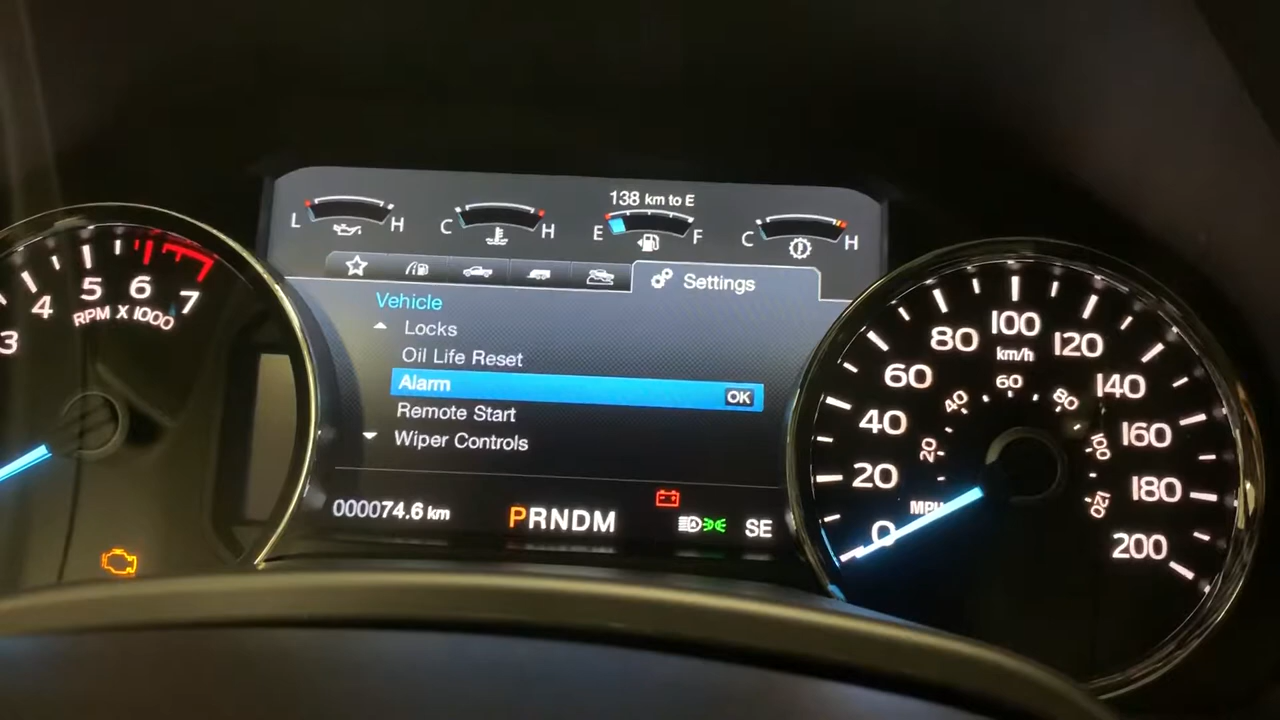 138 km to E
L H
C H
E F
C H
Settings
Vehicle
Locks
Oil Life Reset
Alarm OK
Remote Start
Wiper Controls
000074.6 km
PRNDM
A
SE
3 4 5 6 7
RPM X 1000
0 20 40 60 80 100 120 140 160 180 200
km/h
20 40 60 80 100 120
MPH